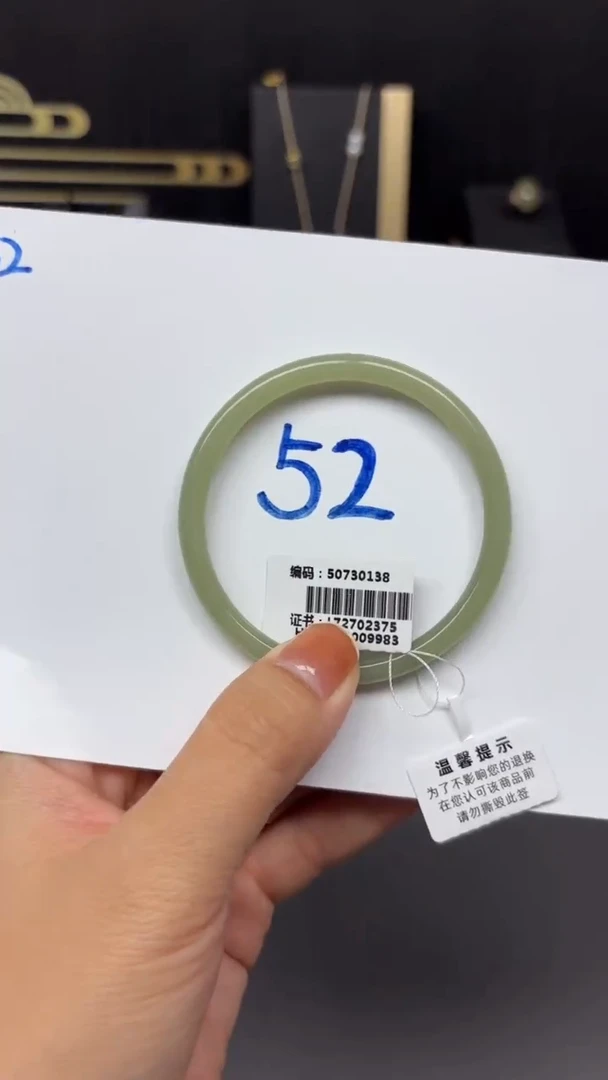 52
编码：50730138
证书：172702375
009983
温馨提示
为了不影响您的退换
在您认可该商品前
请勿撕毁此签